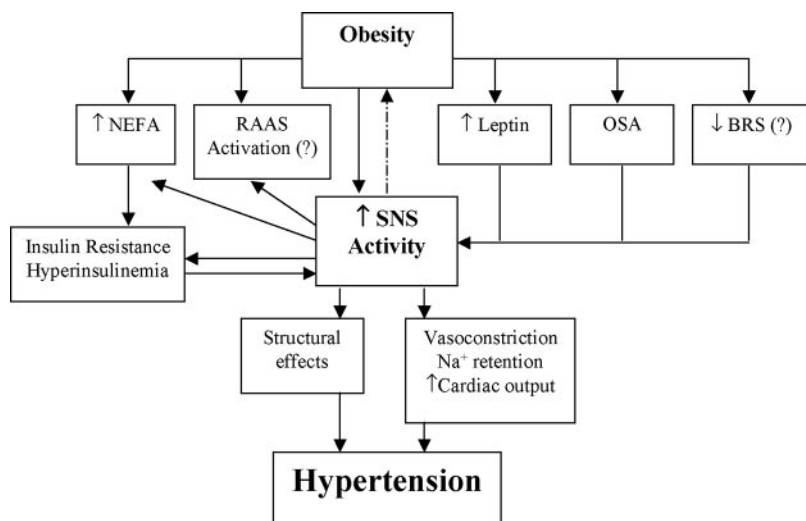 Obesity
↑ NEFA
RAAS
Activation (?)
↑ Leptin
OSA
↓ BRS (?)
↑ SNS
Activity
Insulin Resistance
Hyperinsulinemia
Structural
effects
Vasoconstriction
Na⁺ retention
↑Cardiac output
Hypertension